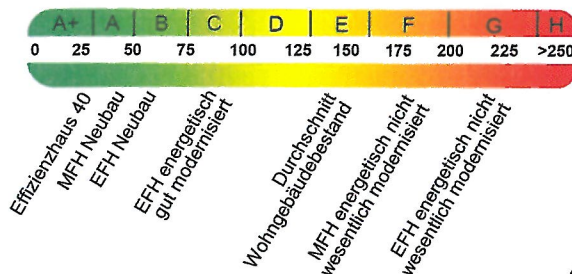 A+ A B C D E F G H
0 25 50 75 100 125 150 175 200 225 >250
Effizienzhaus 40
MFH Neubau
EFH Neubau
EFH energetisch
gut modernisiert
Durchschnitt
Wohngebäudebestand
MFH energetisch nicht
wesentlich modernisiert
EFH energetisch nicht
wesentlich modernisiert